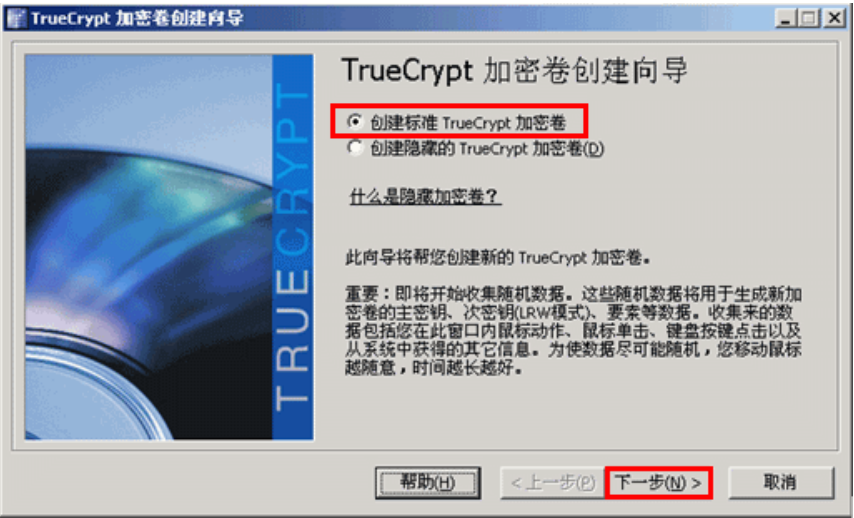 TrueCrypt 加密卷创建向导
TRUECRYPT
TrueCrypt 加密卷创建向导
创建标准 TrueCrypt 加密卷
创建隐藏的 TrueCrypt 加密卷(D)
什么是隐藏加密卷？
此向导将帮您创建新的 TrueCrypt 加密卷。
重要：即将开始收集随机数据。这些随机数据将用于生成新加
密卷的主密钥、次密钥(LRW模式)、要素等数据。收集来的数
据包括您在此窗口内鼠标动作、鼠标单击、键盘按键点击以及
从系统中获得的其它信息。为使数据尽可能随机，您移动鼠标
越随意，时间越长越好。
帮助(H)
< 上一步(P)
下一步(N) >
取消